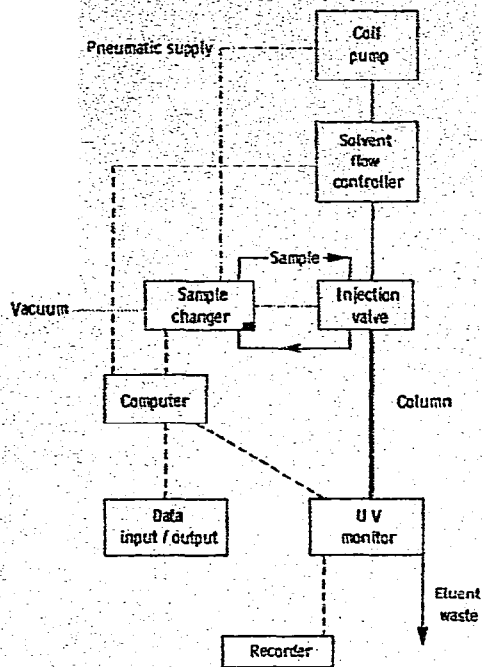 Coil
pump
Pneumatic supply
Solvent
flow
controller
Sample
Vacuum
Sample
changer
Injection
valve
Computer
Column
Data
input / output
UV
monitor
Eluent
waste
Recorder